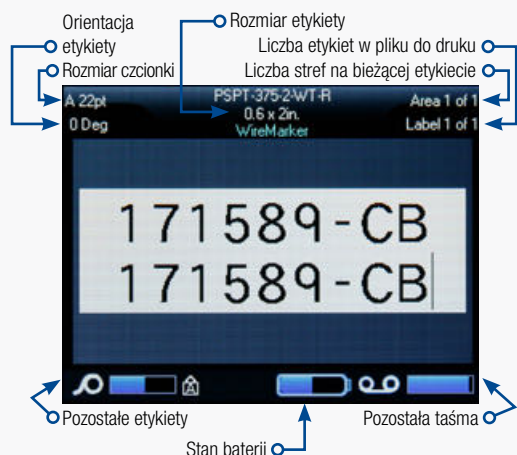 Orientacja
etykiety
Rozmiar czcionki
Rozmiar etykiety
Liczba etykiet w pliku do druku
Liczba stref na bieżącej etykiecie
A 22pt
PSPT-375-2-WT-R
Area 1 of 1
0 Deg
0.6 x 2in.
Label 1 of 1
WireMarker
171589-CB
171589-CB
A
Pozostałe etykiety
Pozostała taśma
Stan baterii